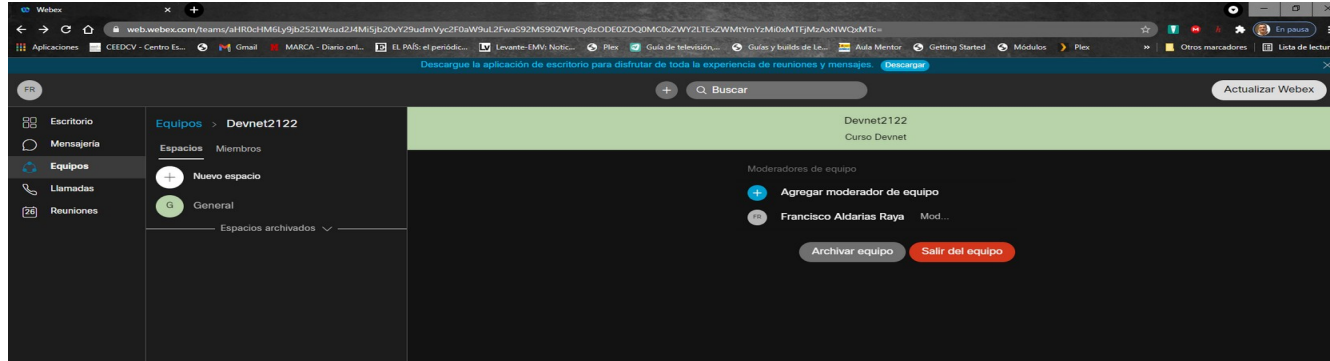 Webex
web.webex.com/teams/
Aplicaciones CEEDCV - Centro Es... Gmail MARCA - Diario onl... EL PAÍS: el periódic... Levante-EMV: Notic... Plex Guía de televisión,... Guías y builds de Le... Aula Mentor Getting Started Módulos Plex » Otros marcadores Lista de lectur
En pausa
Descargue la aplicación de escritorio para disfrutar de toda la experiencia de reuniones y mensajes. Descargar
FR Buscar Actualizar Webex
Escritorio
Mensajería
Equipos
Llamadas
26 Reuniones
Equipos > Devnet2122
Espacios Miembros
Nuevo espacio
G General
Espacios archivados
Devnet2122
Curso Devnet
Moderadores de equipo
Agregar moderador de equipo
FR Francisco Aldarias Raya Mod...
Archivar equipo Salir del equipo